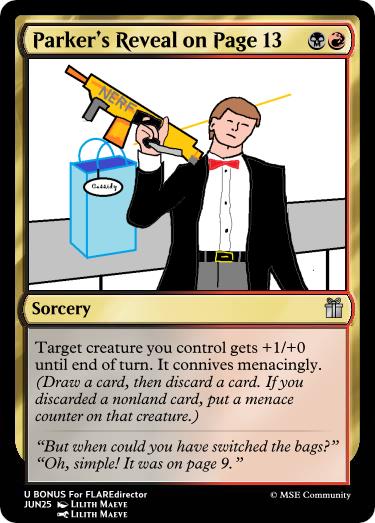 Parker's Reveal on Page 13
NERF
Cassidy
Sorcery
Target creature you control gets +1/+0
until end of turn. It connives menacingly.
(Draw a card, then discard a card. If you
discarded a nonland card, put a menace
counter on that creature.)
“But when could you have switched the bags?”
“Oh, simple! It was on page 9.”
U BONUS For FLAREdirector
JUN25 Lilith Maeve
Lilith Maeve
© MSE Community